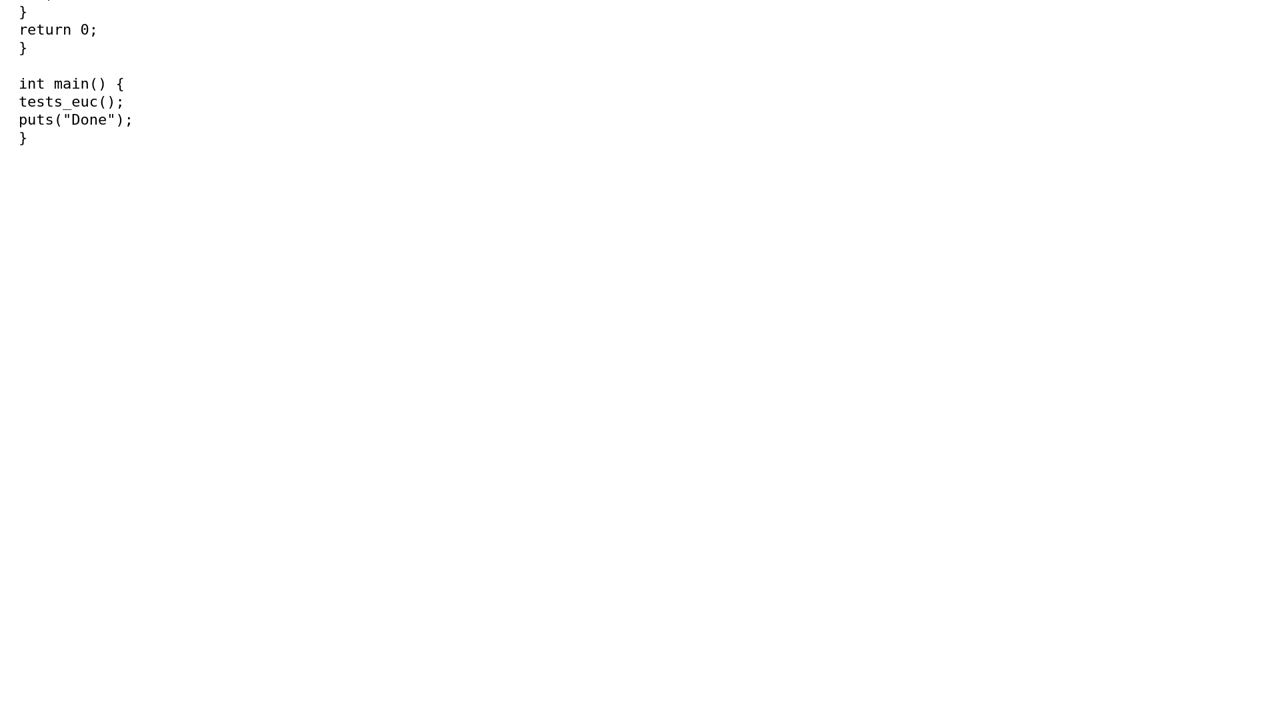 }
return 0;
}

int main() {
tests_euc();
puts("Done");
}